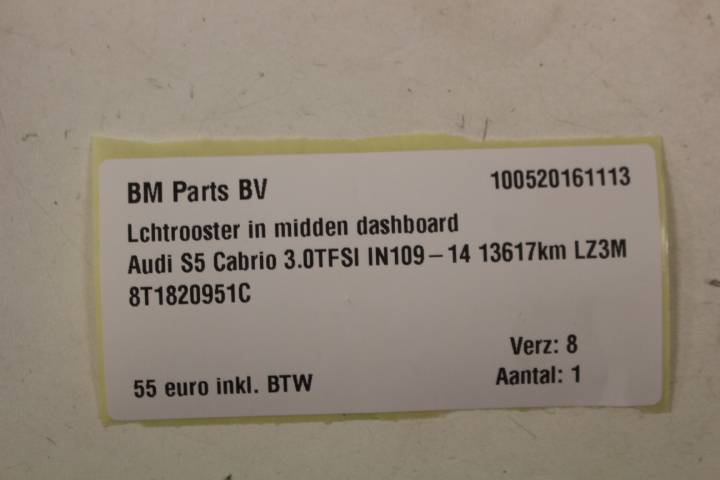 BM Parts BV 100520161113
Lchtrooster in midden dashboard
Audi S5 Cabrio 3.0TFSI IN109-14 13617km LZ3M
8T1820951C
Verz: 8
55 euro inkl. BTW Aantal: 1